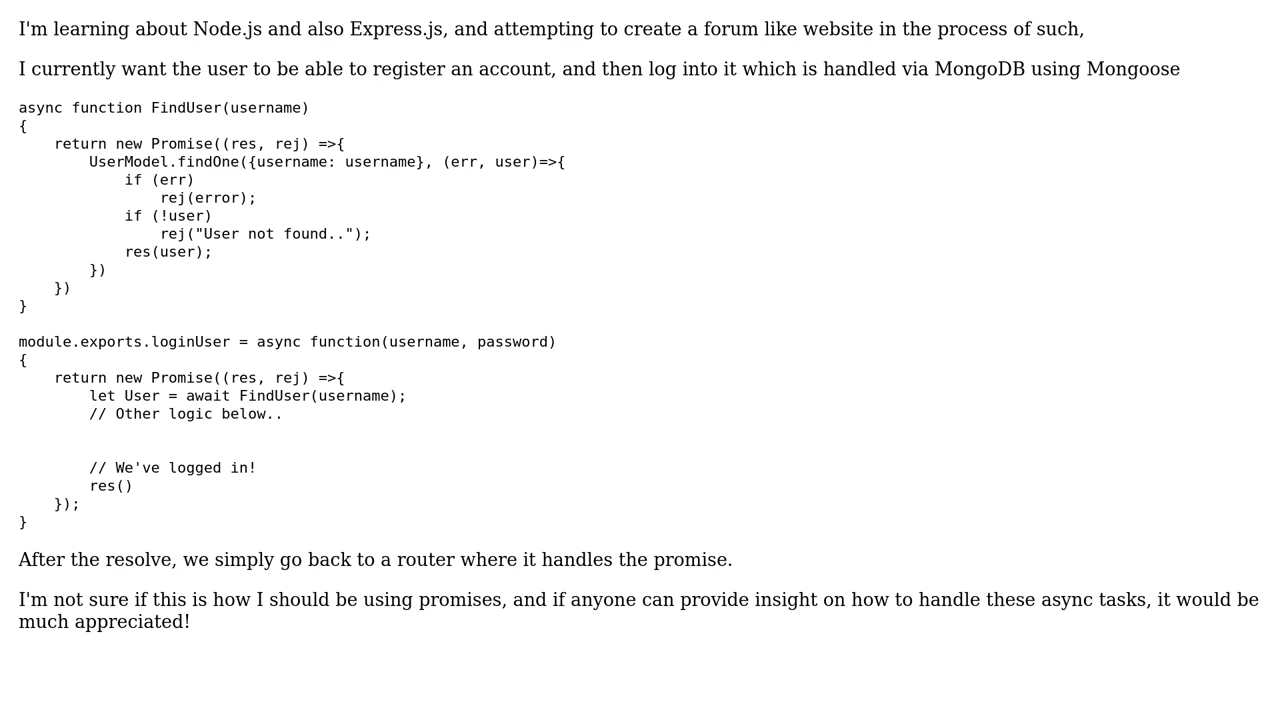 I'm learning about Node.js and also Express.js, and attempting to create a forum like website in the process of such,
I currently want the user to be able to register an account, and then log into it which is handled via MongoDB using Mongoose
async function FindUser(username)
{
    return new Promise((res, rej) =>{
        UserModel.findOne({username: username}, (err, user)=>{
            if (err)
                rej(error);
            if (!user)
                rej("User not found..");
            res(user);
        })
    })
}
module.exports.loginUser = async function(username, password)
{
    return new Promise((res, rej) =>{
        let User = await FindUser(username);
        // Other logic below..
        // We've logged in!
        res()
    });
}
After the resolve, we simply go back to a router where it handles the promise.
I'm not sure if this is how I should be using promises, and if anyone can provide insight on how to handle these async tasks, it would be
much appreciated!